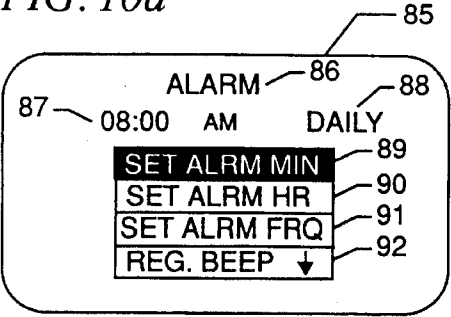 FIG. 10a
85
ALARM 86
87 08:00 AM DAILY 88
SET ALRM MIN 89
SET ALRM HR 90
SET ALRM FRQ 91
REG. BEEP ↓ 92